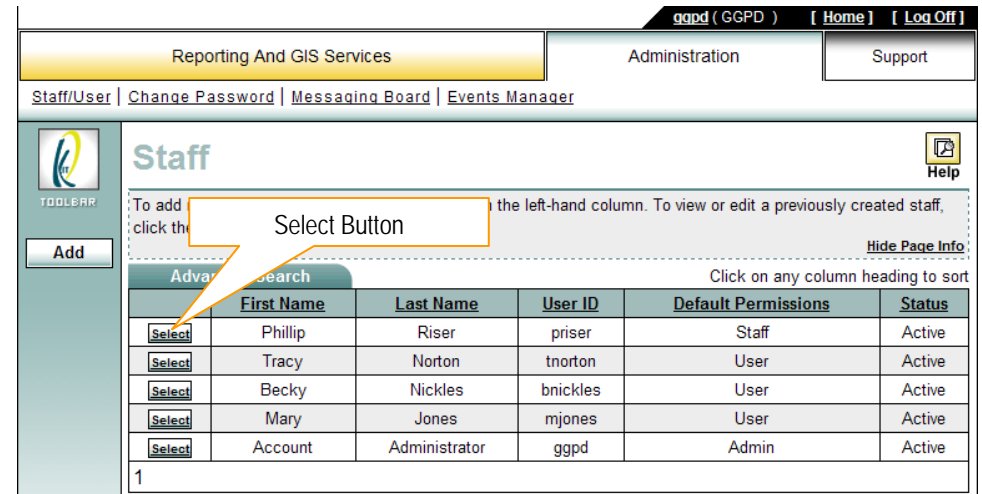 ggpd ( GGPD ) [ Home ] [ Log Off ]
Reporting And GIS Services Administration Support
Staff/User | Change Password | Messaging Board | Events Manager
KIT
TOOLBAR
Add
Staff
Help
To add the left-hand column. To view or edit a previously created staff,
click the
Select Button
Hide Page Info
Search Click on any column heading to sort
First Name Last Name User ID Default Permissions Status
Select Phillip Riser priser Staff Active
Select Tracy Norton tnorton User Active
Select Becky Nickles bnickles User Active
Select Mary Jones mjones User Active
Select Account Administrator ggpd Admin Active
1